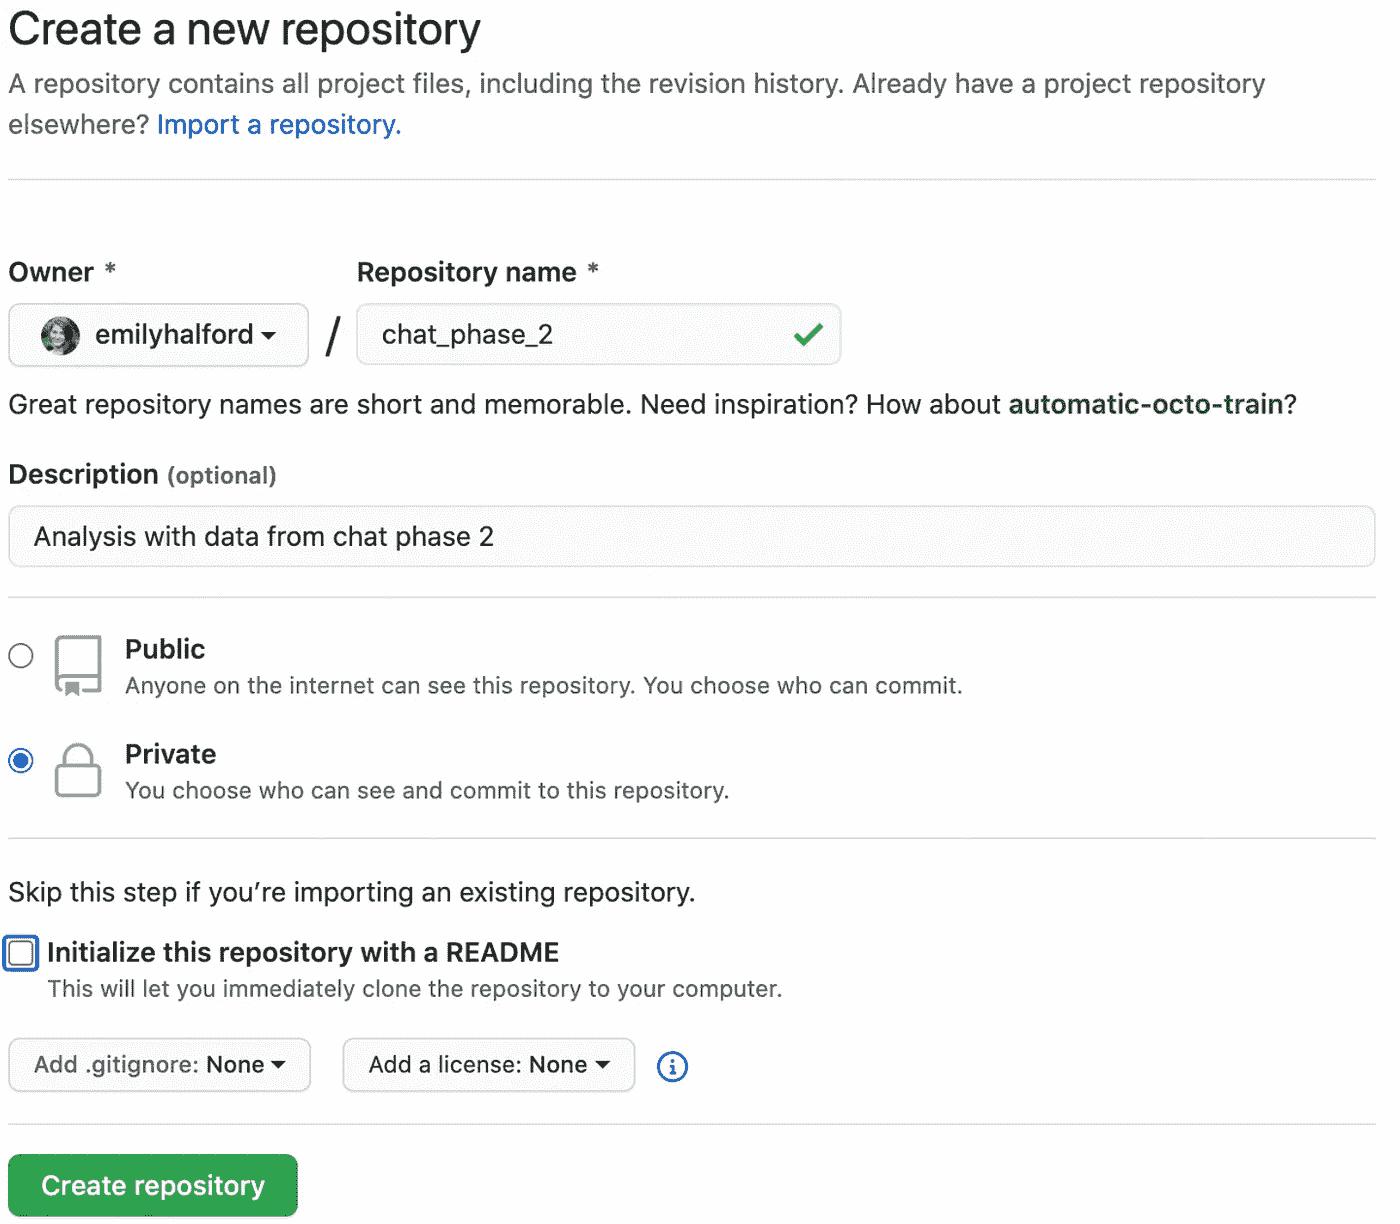 Create a new repository
A repository contains all project files, including the revision history. Already have a project repository
elsewhere? Import a repository.
Owner * Repository name *
emilyhalford / chat_phase_2
Great repository names are short and memorable. Need inspiration? How about automatic-octo-train?
Description (optional)
Analysis with data from chat phase 2
Public
Anyone on the internet can see this repository. You choose who can commit.
Private
You choose who can see and commit to this repository.
Skip this step if you’re importing an existing repository.
Initialize this repository with a README
This will let you immediately clone the repository to your computer.
Add .gitignore: None Add a license: None
Create repository